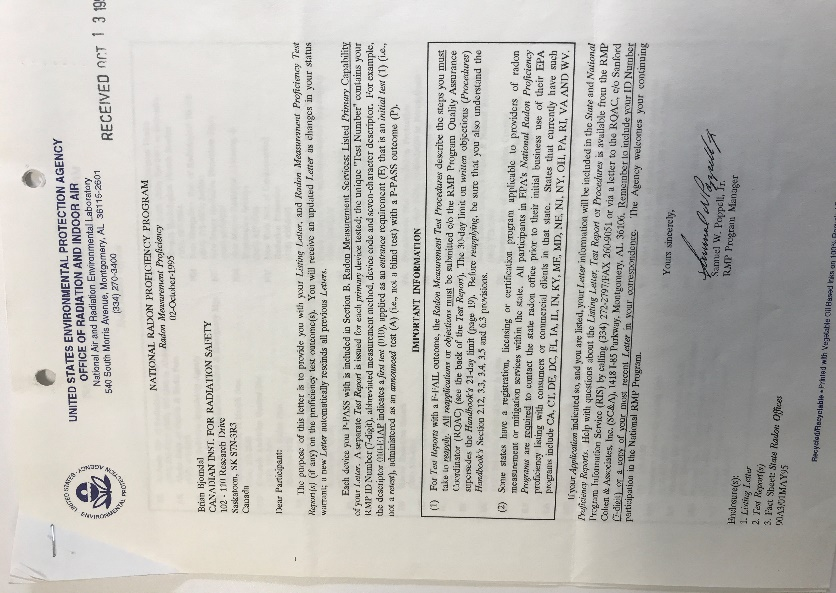 UNITED STATES ENVIRONMENTAL PROTECTION AGENCY
OFFICE OF RADIATION AND INDOOR AIR
National Air and Radiation Environmental Laboratory
540 South Morris Avenue, Montgomery, AL 36115-2601
(334) 270-3400
RECEIVED OCT 1 3 199
NATIONAL RADON PROFICIENCY PROGRAM
Radon Measurement Proficiency
02-October-1995
Brian Bjorndal
CANADIAN INST. FOR RADIATION SAFETY
102 - 110 Research Drive
Saskatoon, SK S7N-3R3
Canada
Dear Participant:
The purpose of this letter is to provide you with your Listing Letter, and Radon Measurement Proficiency Test
Report(s) (if any) on the proficiency test outcome(s). You will receive an updated Letter as changes in your status
warrant; a new Letter automatically rescinds all previous Letters.
Each device you P-PASS with is included in Section B. Radon Measurement Services: Listed Primary Capability
of your Letter. A separate Test Report is issued for each primary device tested; the unique "Test Number" contains your
RMP ID Number (7-digit), abbreviated measurement method, device code and seven-character descriptor. For example,
the descriptor 010-E1AP indicates a first test (010), applied as an entrance requirement (E) that is an initial test (1) (i.e.,
not a retest), administered as an announced test (A) (i.e., not a blind test) with a P-PASS outcome (P).
IMPORTANT INFORMATION
(1) For Test Reports with a P-FAIL outcome, the Radon Measurement Test Procedures describe the steps you must
take to reapply. All reapplications or objections must be submitted c/o the RMP Program Quality Assurance
Coordinator (RQAC) (see the back of the Test Report). The 30-day limit on written objections (Procedures)
supersedes the Handbook's 21-day limit (page 19). Before reapplying, be sure that you also understand the
Handbook's Section 2.12, 3.3, 3.4, 3.5 and 6.3 provisions.
(2) Some states have a registration, licensing or certification program applicable to providers of radon
measurement or mitigation services within the state. All participants in EPA's National Radon Proficiency
Programs are required to contact the state radon office prior to their initial business use of their EPA
proficiency listing with consumers or commercial clients in that state. States that currently have such
programs include CA, CT, DE, DC, FL, IA, IL, IN, KY, ME, MD, NE, NJ, NY, OH, PA, RI, VA AND WV.
If your Application indicated so, and you are listed, your Letter information will be included in the State and National
Proficiency Reports. Help with questions about the Listing Letter, Test Report or Procedures is available from the RMP
Program Information Service (RIS) by calling (334) 272-2797/FAX 260-9051 or via a letter to the RQAC, c/o Sanford
Cohen & Associates, Inc. (SC&A), 1418 I-85 Parkway, Montgomery, AL 36106. Remember to include your ID Number
(7-digit) or a copy of your most recent Letter in your correspondence. The Agency welcomes your continuing
participation in the National RMP Program.
Yours sincerely,
Samuel W. Poppell, Jr.
RMP Program Manager
Enclosure(s):
1. Listing Letter
2. Test Report(s)
3. Fact Sheet: State Radon Offices
Recycled/Recyclable • Printed with Vegetable Oil Based Inks on 100%